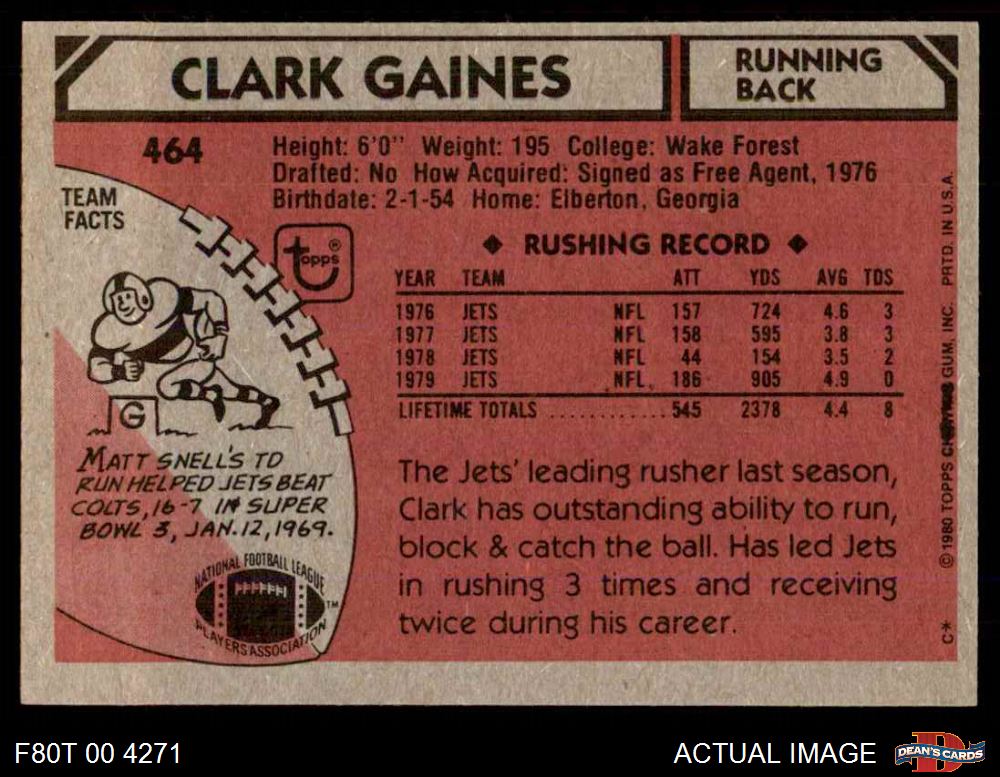 CLARK GAINES
RUNNING
BACK
464
Height: 6'0" Weight: 195 College: Wake Forest
Drafted: No How Acquired: Signed as Free Agent, 1976
Birthdate: 2-1-54 Home: Elberton, Georgia
TEAM
FACTS
topps®
G
MATT SNELL'S TD
RUN HELPED JETS BEAT
COLTS, 16-7 IN SUPER
BOWL 3, JAN. 12, 1969.
NATIONAL FOOTBALL LEAGUE
PLAYERS ASSOCIATION
TM
◆ RUSHING RECORD ◆
YEAR TEAM ATT YDS AVG TDS
1976 JETS NFL 157 724 4.6 3
1977 JETS NFL 158 595 3.8 3
1978 JETS NFL 44 154 3.5 2
1979 JETS NFL 186 905 4.9 0
LIFETIME TOTALS ............ 545 2378 4.4 8
The Jets' leading rusher last season,
Clark has outstanding ability to run,
block & catch the ball. Has led Jets
in rushing 3 times and receiving
twice during his career.
C* ©1980 TOPPS CHEWING GUM, INC. PRTD. IN U.S.A.
F80T 00 4271
ACTUAL IMAGE
D
DEAN'S CARDS